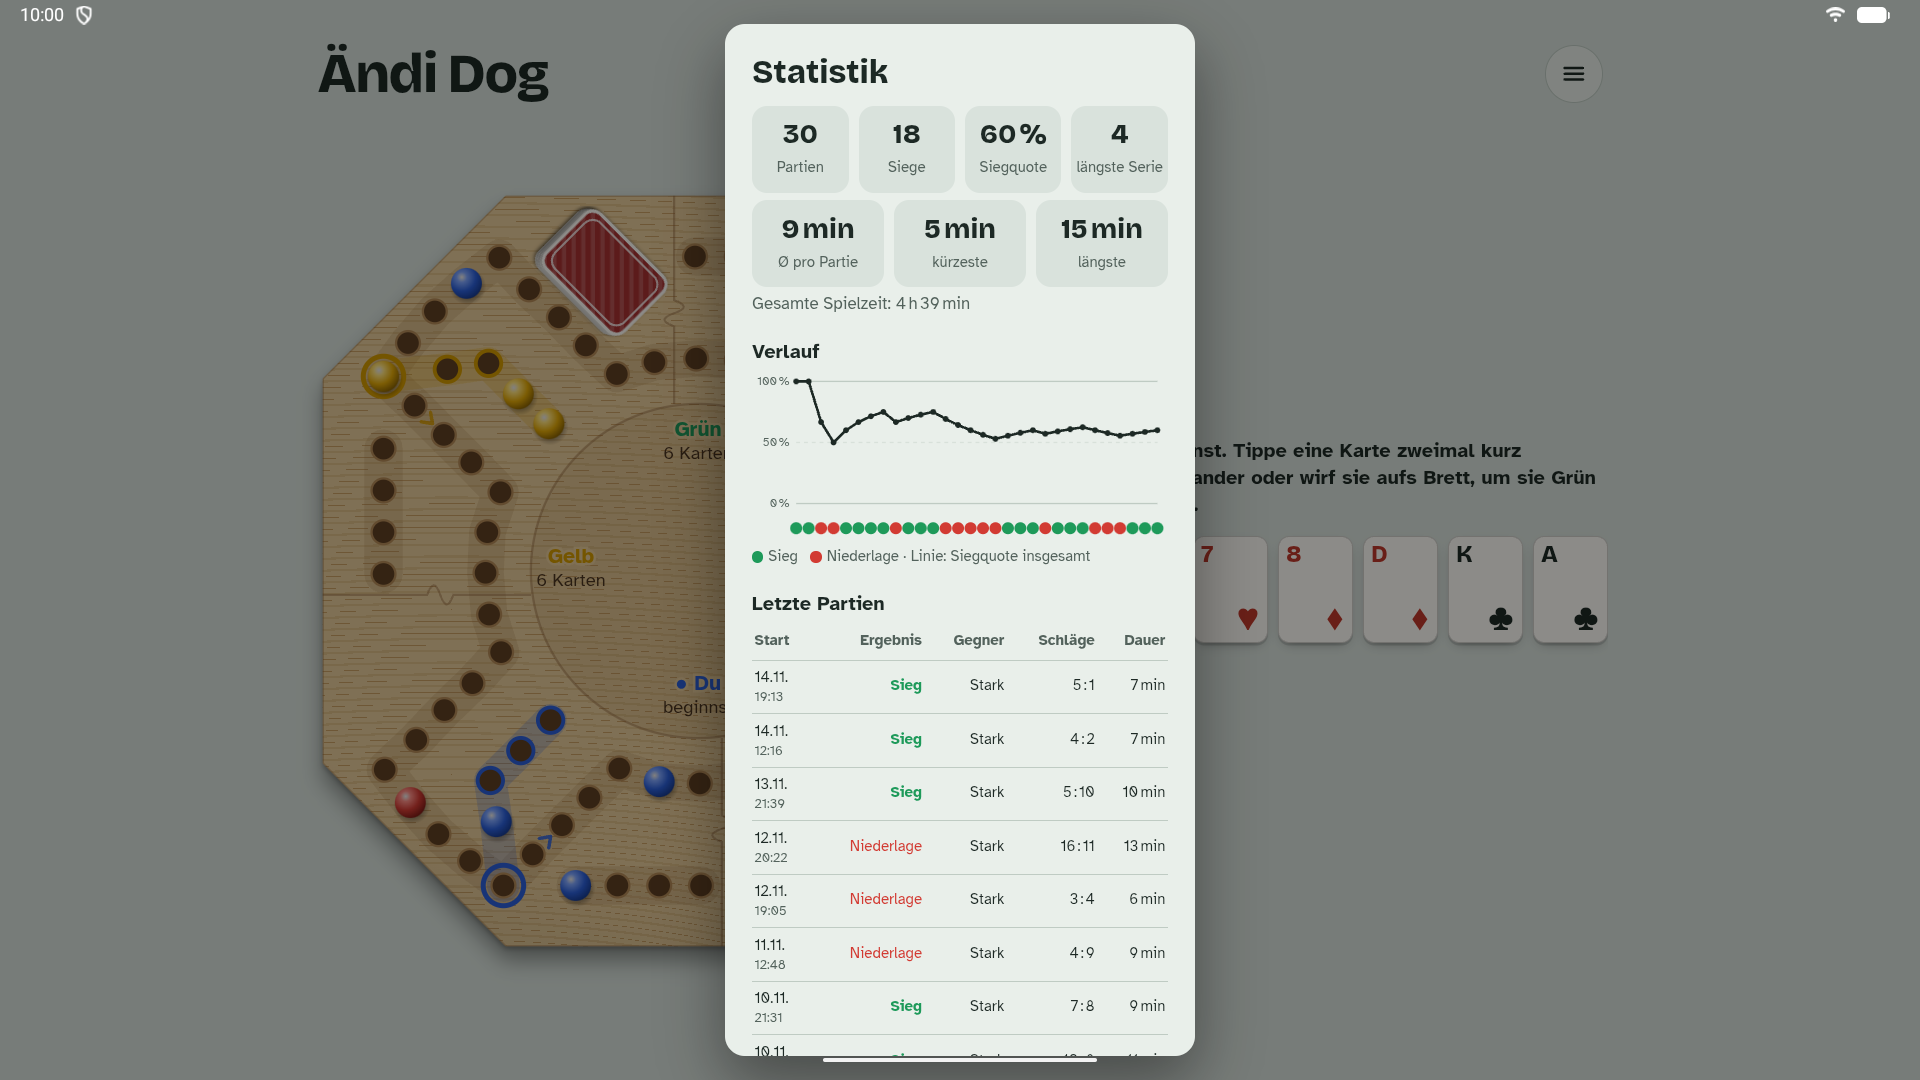 10:00
Ändi Dog
Statistik
30
Partien
18
Siege
60 %
Siegquote
4
längste Serie
9 min
Ø pro Partie
5 min
kürzeste
15 min
längste
Gesamte Spielzeit: 4 h 39 min
Verlauf
100 %
50 %
0 %
Sieg Niederlage · Linie: Siegquote insgesamt
Letzte Partien
Start Ergebnis Gegner Schläge Dauer
14.11.
19:13
Sieg Stark 5:1 7 min
14.11.
12:16
Sieg Stark 4:2 7 min
13.11.
21:39
Sieg Stark 5:10 10 min
12.11.
20:22
Niederlage Stark 16:11 13 min
12.11.
19:05
Niederlage Stark 3:4 6 min
11.11.
12:48
Niederlage Stark 4:9 9 min
10.11.
21:31
Sieg Stark 7:8 9 min
10.11.
Grün
6 Karten
Gelb
6 Karten
• Du
beginns
nst. Tippe eine Karte zweimal kurz
ander oder wirf sie aufs Brett, um sie Grün
.
7
8
D
K
A